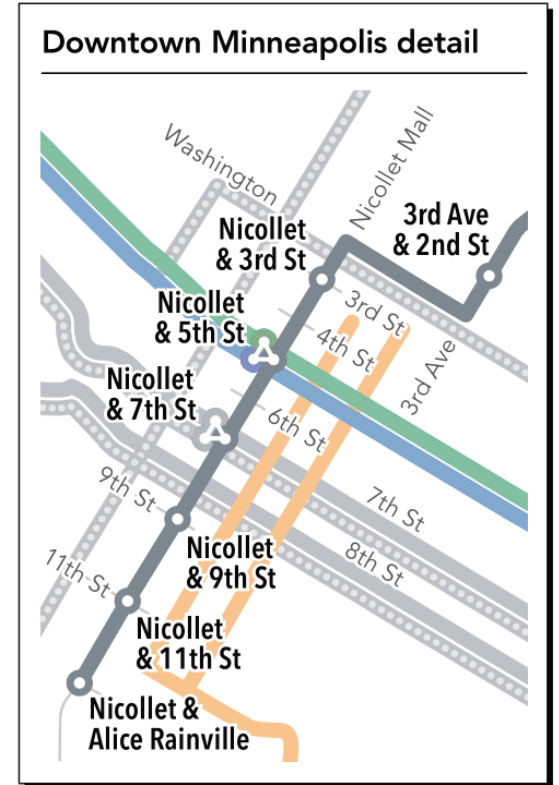 Downtown Minneapolis detail
Washington
Nicollet Mall
3rd Ave
& 2nd St
Nicollet
& 3rd St
3rd St
Nicollet
& 5th St
4th St
3rd Ave
Nicollet
& 7th St
6th St
9th St
7th St
8th St
Nicollet
& 9th St
11th St
Nicollet
& 11th St
Nicollet &
Alice Rainville